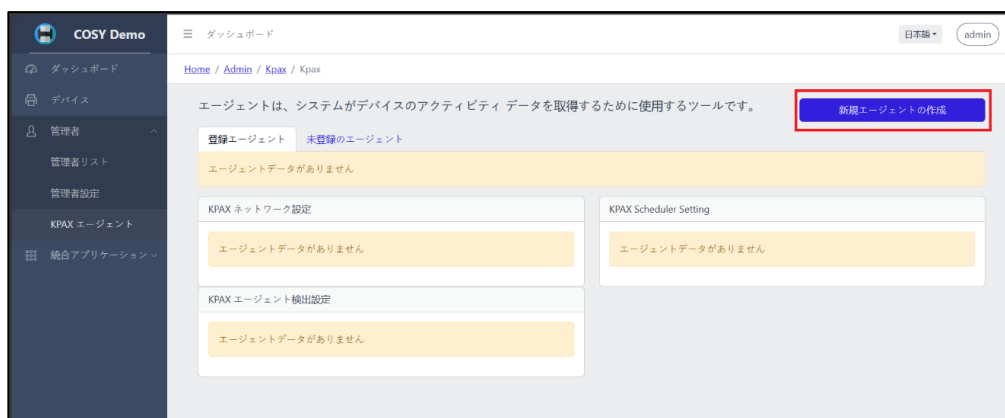 COSY Demo
ダッシュボード
日本語
admin
ダッシュボード
デバイス
管理者
管理者リスト
管理者設定
KPAX エージェント
統合アプリケーション
Home / Admin / Kpax / Kpax
エージェントは、システムがデバイスのアクティビティ データを取得するために使用するツールです。
新規エージェントの作成
登録エージェント
未登録のエージェント
エージェントデータがありません
KPAX ネットワーク設定
エージェントデータがありません
KPAX Scheduler Setting
エージェントデータがありません
KPAX エージェント検出設定
エージェントデータがありません